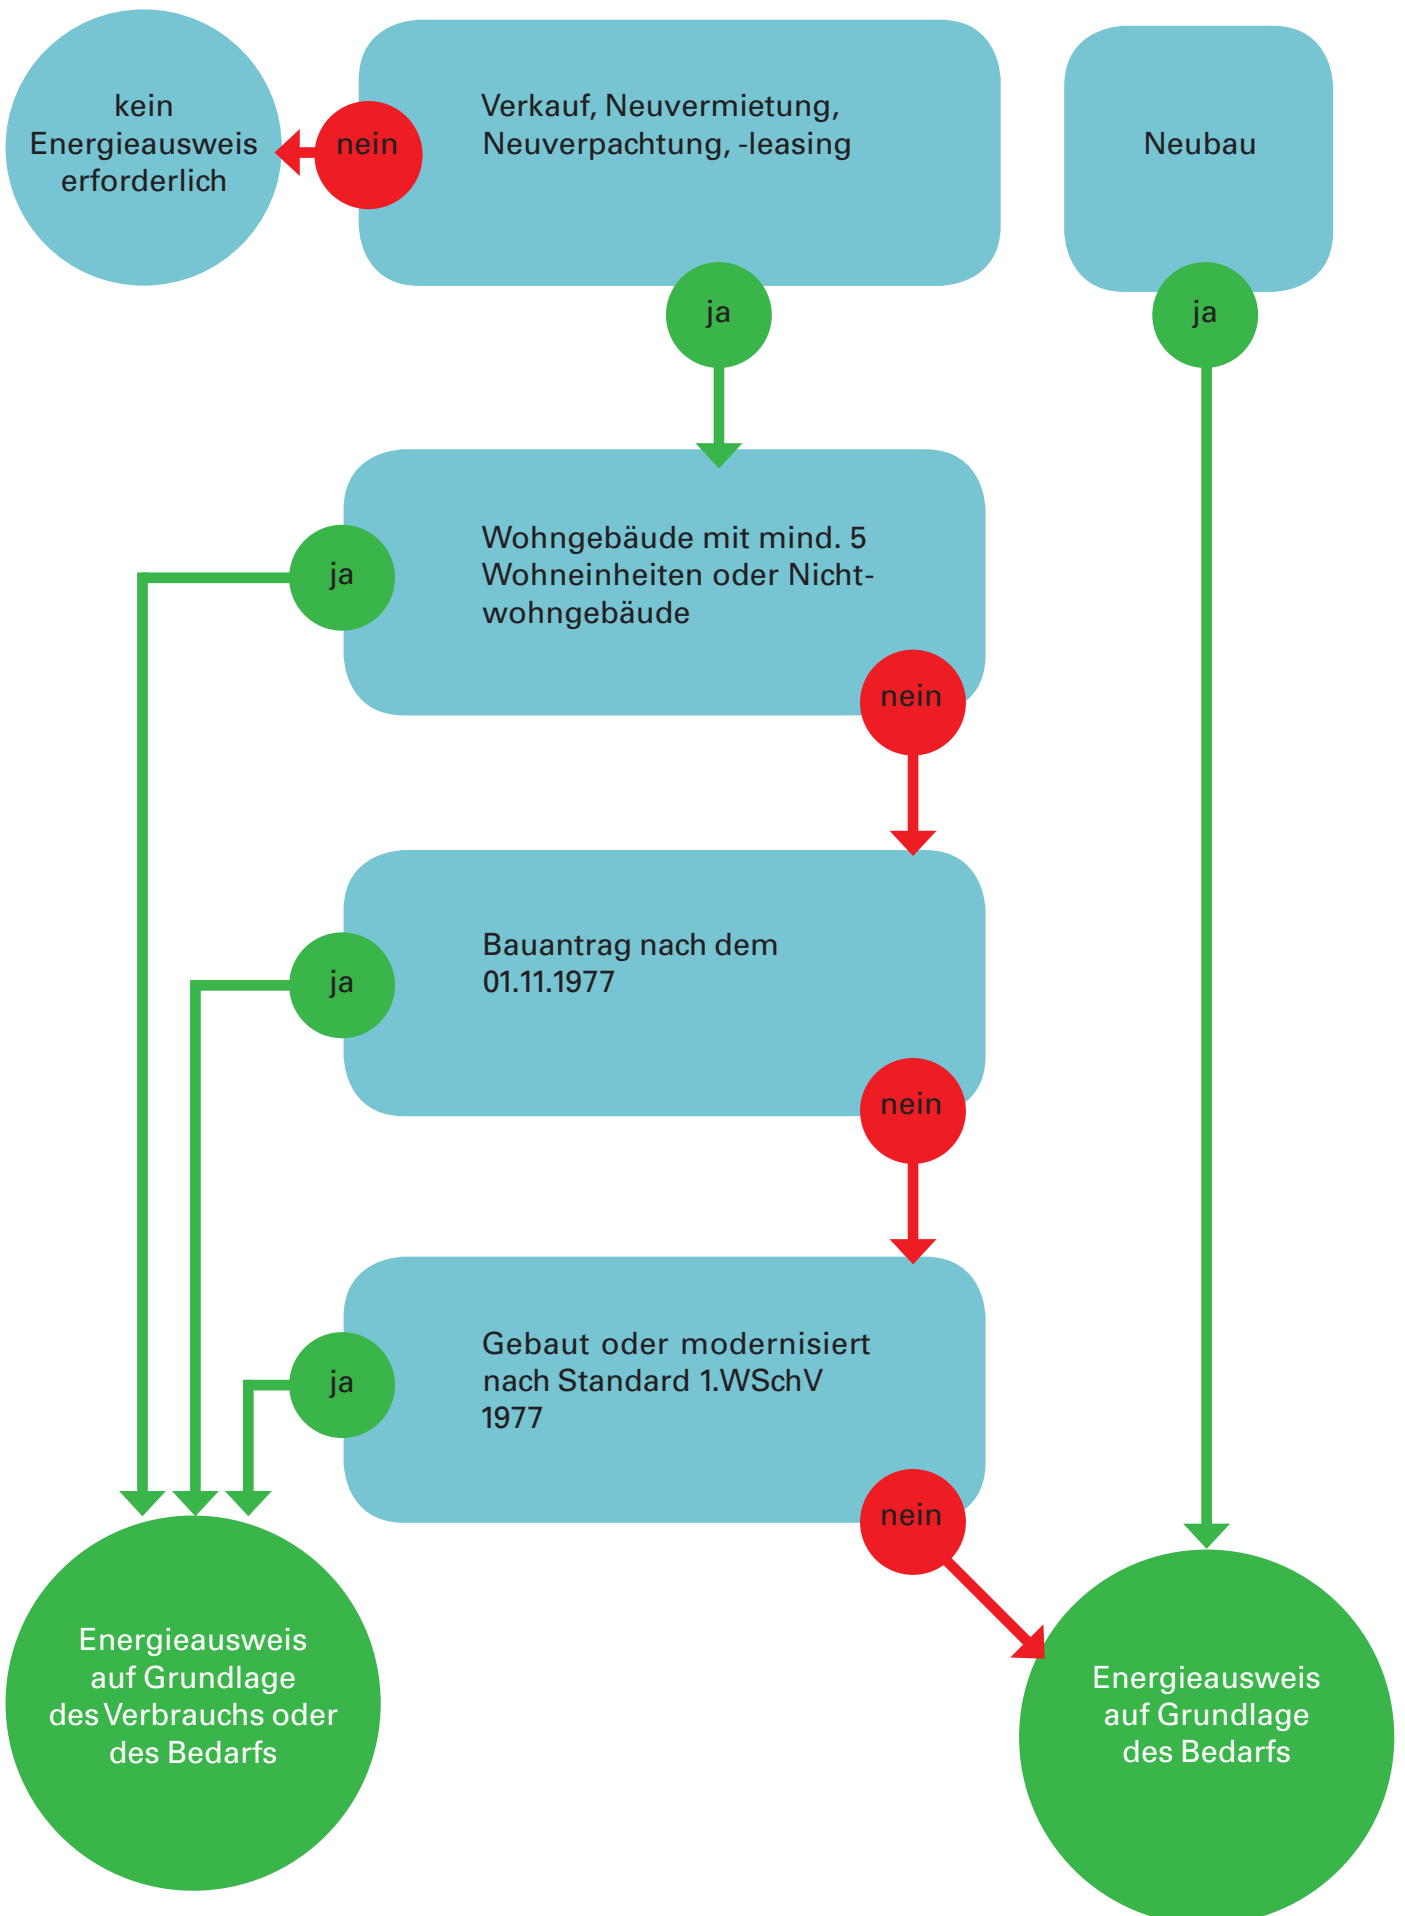 kein
Energieausweis
erforderlich
nein
Verkauf, Neuvermietung,
Neuverpachtung, -leasing
Neubau
ja
ja
Wohngebäude mit mind. 5
Wohneinheiten oder Nicht-
wohngebäude
ja
nein
Bauantrag nach dem
01.11.1977
ja
nein
Gebaut oder modernisiert
nach Standard 1.WSchV
1977
ja
nein
Energieausweis
auf Grundlage
des Verbrauchs oder
des Bedarfs
Energieausweis
auf Grundlage
des Bedarfs